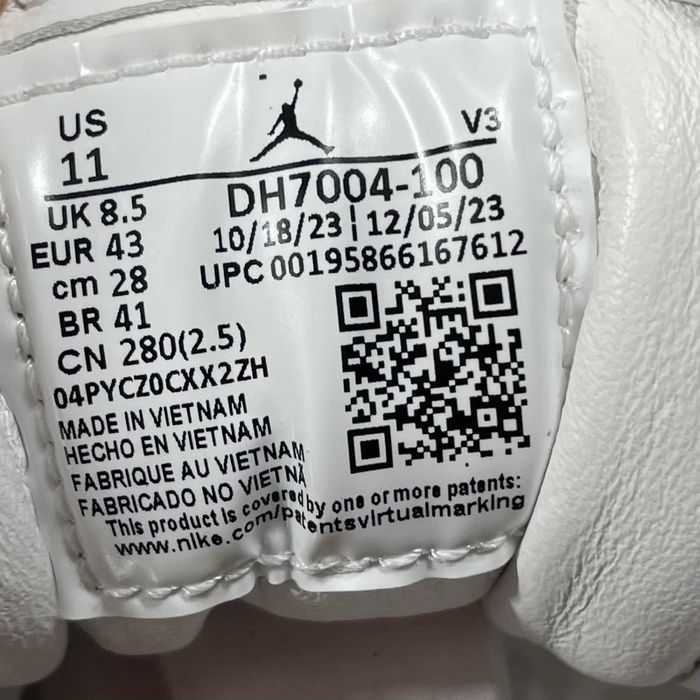 US
11
V3
DH7004-100
10/18/23 | 12/05/23
UPC 00195866167612
UK 8.5
EUR 43
cm 28
BR 41
CN 280(2.5)
04PYCZ0CXX2ZH
MADE IN VIETNAM
HECHO EN VIETNAM
FABRIQUE AU VIETNAM
FABRICADO NO VIETNÃ
This product is covered by one or more patents:
www.nike.com/patentsvirtualmarking